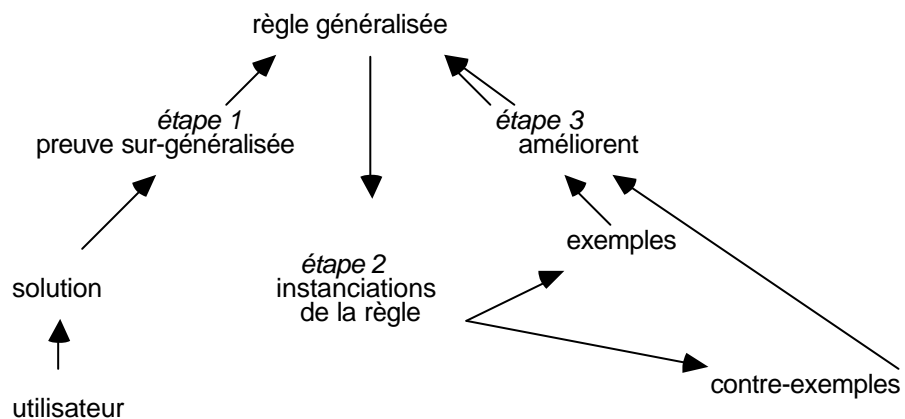 règle généralisée
étape 1
preuve sur-généralisée
étape 3
améliorent
exemples
étape 2
instanciations
de la règle
solution
contre-exemples
utilisateur